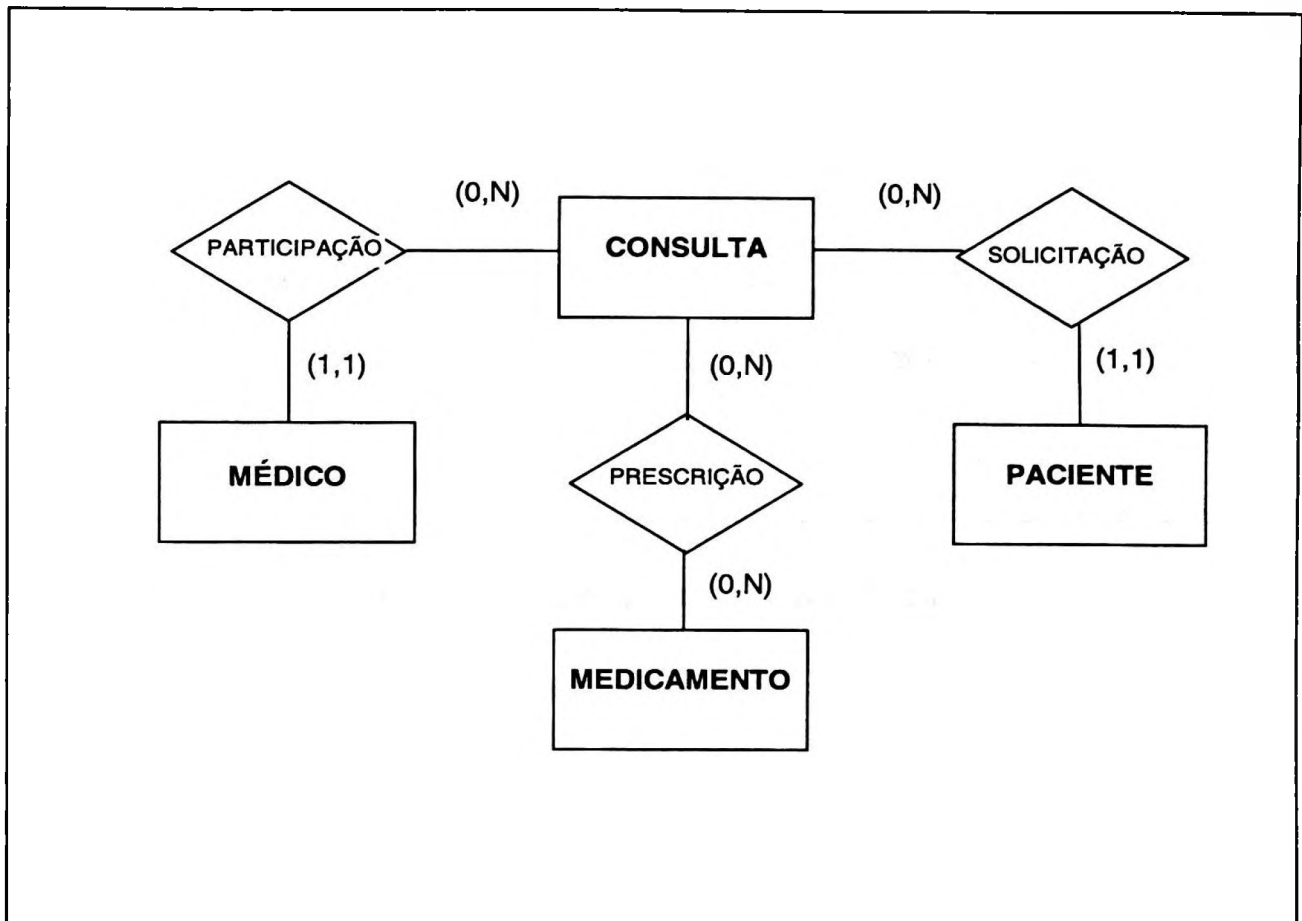 (0,N)
(0,N)
PARTICIPAÇÃO
CONSULTA
SOLICITAÇÃO
(1,1)
(0,N)
(1,1)
MÉDICO
PRESCRIÇÃO
PACIENTE
(0,N)
MEDICAMENTO